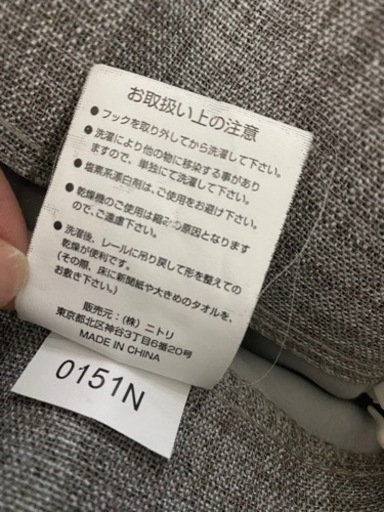 お取扱い上の注意
●フックを取り外してから洗濯して下さい。
●洗濯により他の物に移染する事があり
ますので、単独にて洗濯して下さい。
●塩素系漂白剤は、ご使用をお避け下さい。
●乾燥機のご使用は縮みの原因となります
ので、ご遠慮下さい。
●洗濯後、レールに吊り戻して形を整えての
乾燥が便利です。
(その際、床に新聞紙や大きめのタオルを、
お敷き下さい。)
販売元:(株)ニトリ
東京都北区神谷3丁目6番20号
MADE IN CHINA
0151N